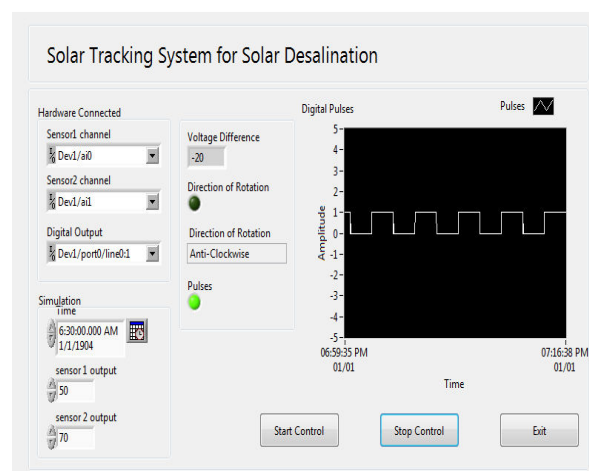 Solar Tracking System for Solar Desalination
Hardware Connected
Sensor1 channel
Dev1/ai0
Sensor2 channel
Dev1/ai1
Digital Output
Dev1/port0/line0:1
Simulation
Time
6:30:00.000 AM
1/1/1904
sensor 1 output
50
sensor 2 output
70
Voltage Difference
-20
Direction of Rotation
Direction of Rotation
Anti-Clockwise
Pulses
Digital Pulses
Pulses
Amplitude
5
4
3
2
1
0
-1
-2
-3
-4
-5
06:59:35 PM
01/01
07:16:38 PM
01/01
Time
Start Control
Stop Control
Exit